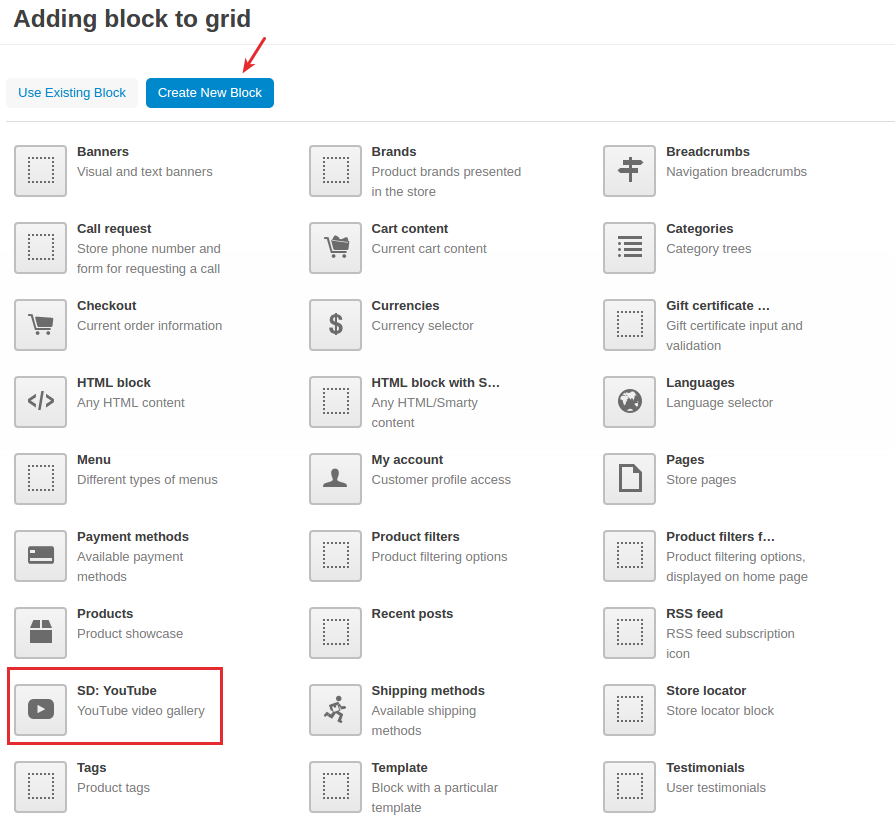 Adding block to grid
Use Existing Block
Create New Block
Banners
Visual and text banners
Brands
Product brands presented
in the store
Breadcrumbs
Navigation breadcrumbs
Call request
Store phone number and
form for requesting a call
Cart content
Current cart content
Categories
Category trees
Checkout
Current order information
Currencies
Currency selector
Gift certificate ...
Gift certificate input and
validation
HTML block
Any HTML content
HTML block with S...
Any HTML/Smarty
content
Languages
Language selector
Menu
Different types of menus
My account
Customer profile access
Pages
Store pages
Payment methods
Available payment
methods
Product filters
Product filtering options
Product filters f...
Product filtering options,
displayed on home page
Products
Product showcase
Recent posts
RSS feed
RSS feed subscription
icon
SD: YouTube
YouTube video gallery
Shipping methods
Available shipping
methods
Store locator
Store locator block
Tags
Product tags
Template
Block with a particular
template
Testimonials
User testimonials